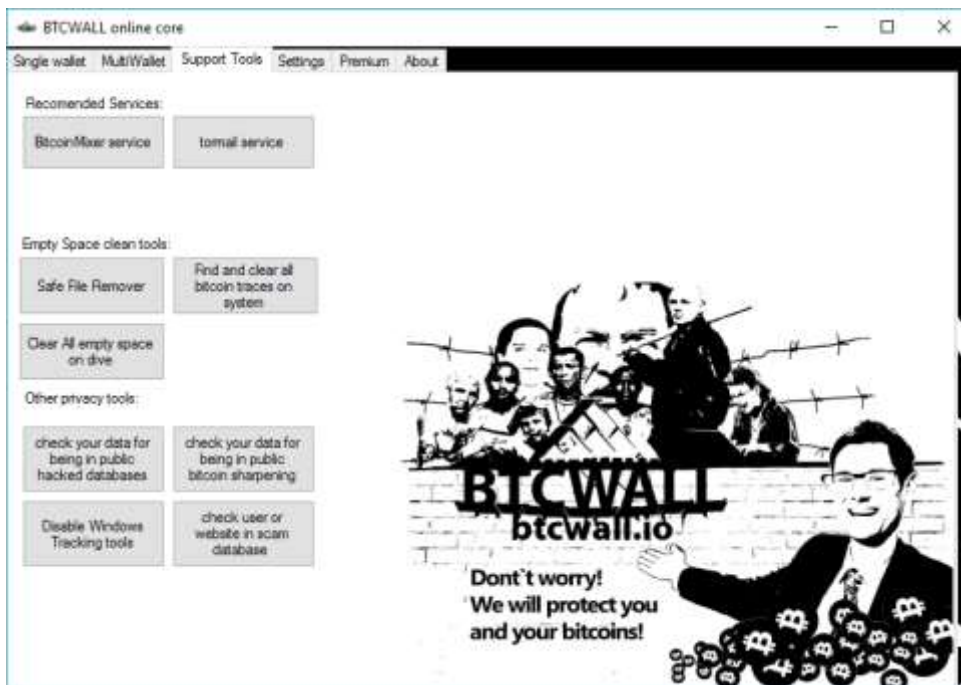 BTCWALL online core
Single wallet MultiWallet Support Tools Settings Premium About
Recomended Services:
BitcoinMixer service
tormail service
Empty Space clean tools:
Safe File Remover
Find and clear all
bitcoin traces on
system
Clear All empty space
on dive
Other privacy tools:
check your data for
being in public
hacked databases
check your data for
being in public
bitcoin sharpening
Disable Windows
Tracking tools
check user or
website in scam
database
BTCWALL
btcwall.io
Dont`t worry!
We will protect you
and your bitcoins!